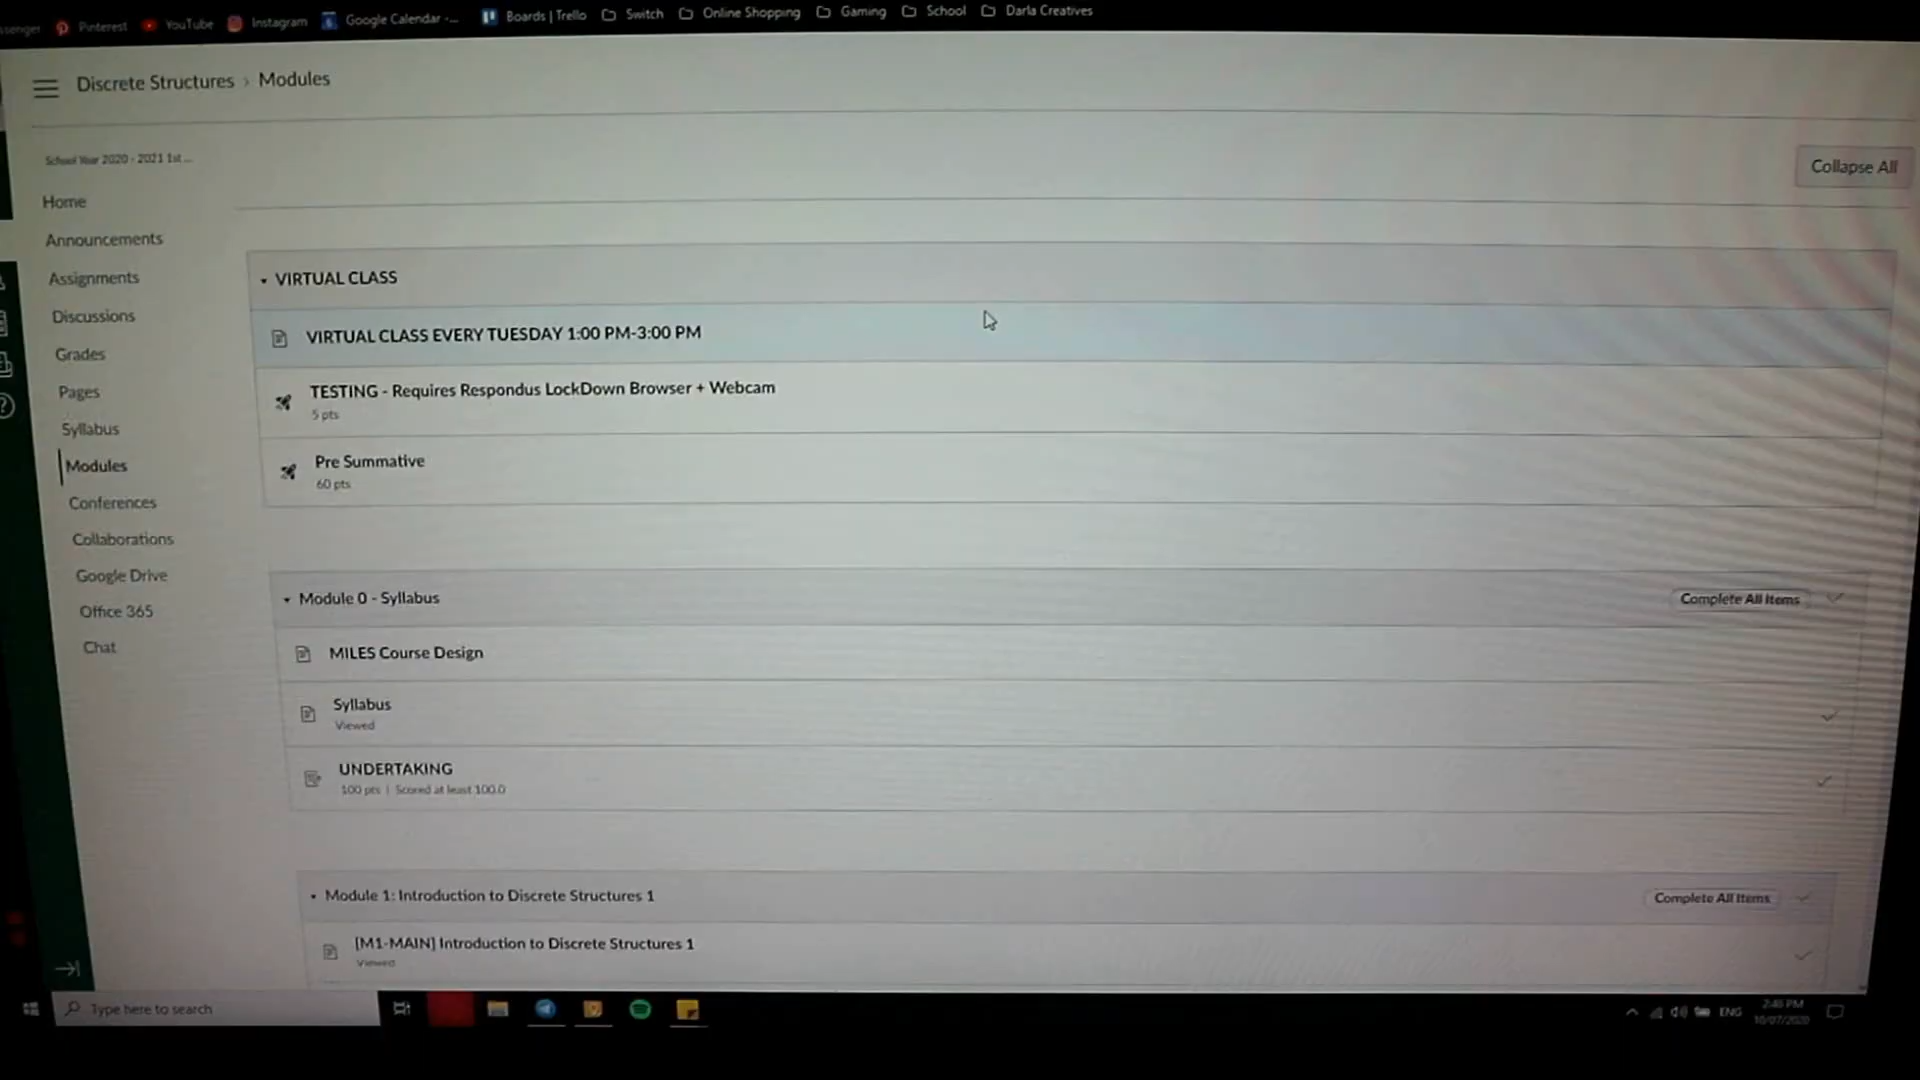 Pinterest
YouTube
Instagram
Google Calendar -...
Boards | Trello
Switch
Online Shopping
Gaming
School
Darla Creatives
Discrete Structures › Modules
School Year 2020 - 2021 1st ...
Collapse All
Home
Announcements
Assignments
Discussions
Grades
Pages
Syllabus
Modules
Conferences
Collaborations
Google Drive
Office 365
Chat
VIRTUAL CLASS
VIRTUAL CLASS EVERY TUESDAY 1:00 PM-3:00 PM
TESTING - Requires Respondus LockDown Browser + Webcam
5 pts
Pre Summative
60 pts
Module 0 - Syllabus
Complete All Items
MILES Course Design
Syllabus
Viewed
UNDERTAKING
100 pts | Scored at least 100.0
Module 1: Introduction to Discrete Structures 1
Complete All Items
[M1-MAIN] Introduction to Discrete Structures 1
Viewed
Type here to search
ENG
2:46 PM
10/07/2020